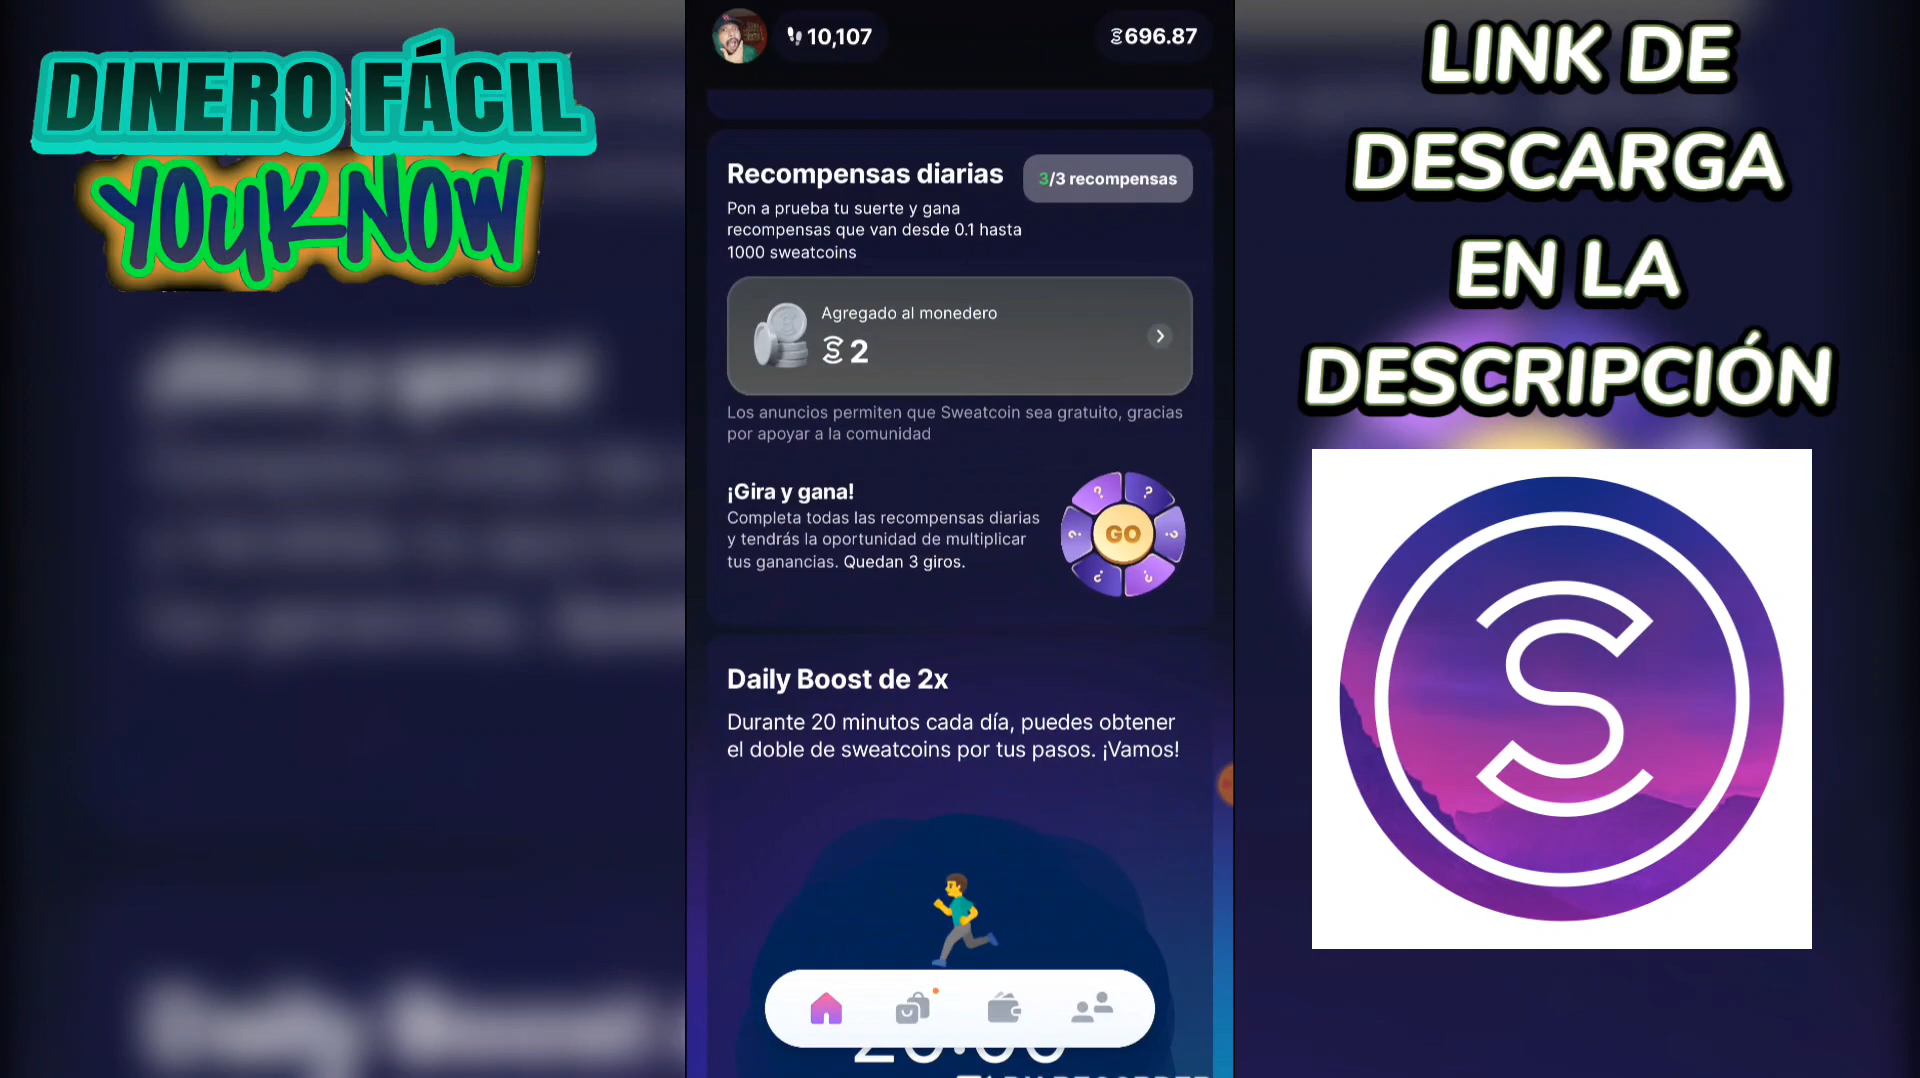 DINERO FÁCIL
YOUKNOW
10,107
696.87
Recompensas diarias
3/3 recompensas
Pon a prueba tu suerte y gana
recompensas que van desde 0.1 hasta
1000 sweatcoins
Agregado al monedero
2
Los anuncios permiten que Sweatcoin sea gratuito, gracias
por apoyar a la comunidad
¡Gira y gana!
Completa todas las recompensas diarias
y tendrás la oportunidad de multiplicar
tus ganancias. Quedan 3 giros.
? ? ? ? ? ?
GO
Daily Boost de 2x
Durante 20 minutos cada día, puedes obtener
el doble de sweatcoins por tus pasos. ¡Vamos!
LINK DE
DESCARGA
EN LA
DESCRIPCIÓN
S